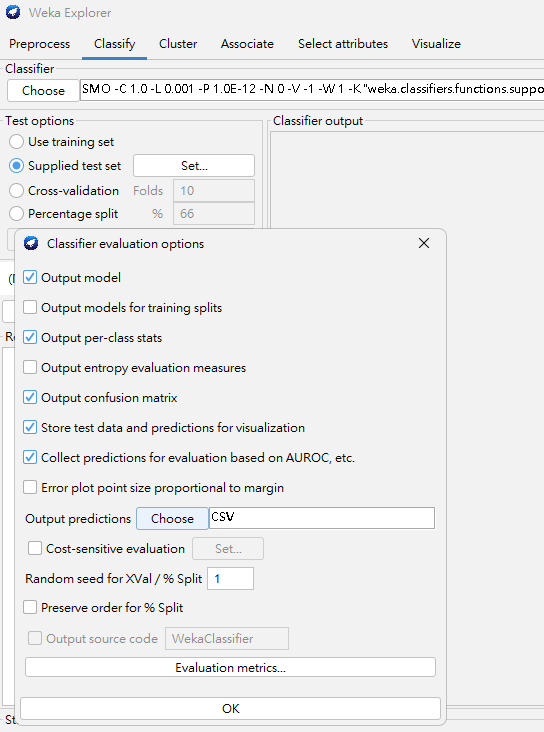 Weka Explorer
Preprocess Classify Cluster Associate Select attributes Visualize
Classifier
Choose SMO -C 1.0 -L 0.001 -P 1.0E-12 -N 0 -V -1 -W 1 -K "weka.classifiers.functions.suppo
Test options
Classifier output
Use training set
Supplied test set Set...
Cross-validation Folds 10
Percentage split % 66
Classifier evaluation options
Output model
Output models for training splits
Output per-class stats
Output entropy evaluation measures
Output confusion matrix
Store test data and predictions for visualization
Collect predictions for evaluation based on AUROC, etc.
Error plot point size proportional to margin
Output predictions Choose CSV
Cost-sensitive evaluation Set...
Random seed for XVal / % Split 1
Preserve order for % Split
Output source code WekaClassifier
Evaluation metrics...
OK